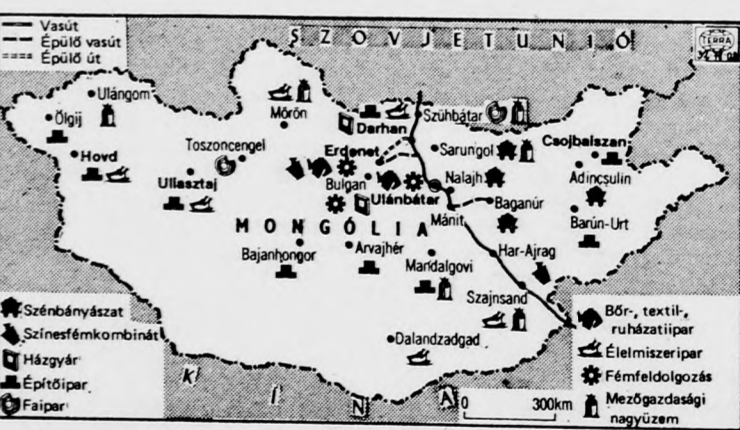 Vasút
Épülő vasút
Épülő út
SZOVJETUNIÓ
TERRA
Ulángom
Ölgij
Hovd
Mörön
Toszoncengel
Uliasztaj
Darhan
Szühbátar
Erdenet
Bulgan
Sarungol
Nalajh
Ulánbátar
Mánit
Baganúr
Csojbalszan
Adincsulin
Barún-Urt
MONGÓLIA
Bajanhongor
Arvajhér
Mandalgovi
Har-Ajrag
Szajnsand
Dalandzadgad
KÍNA
0 300km
Szénbányászat
Színesfémkombinát
Házgyár
Építőipar
Faipar
Bőr-, textil-,
ruházatiipar
Élelmiszeripar
Fémfeldolgozás
Mezőgazdasági
nagyüzem